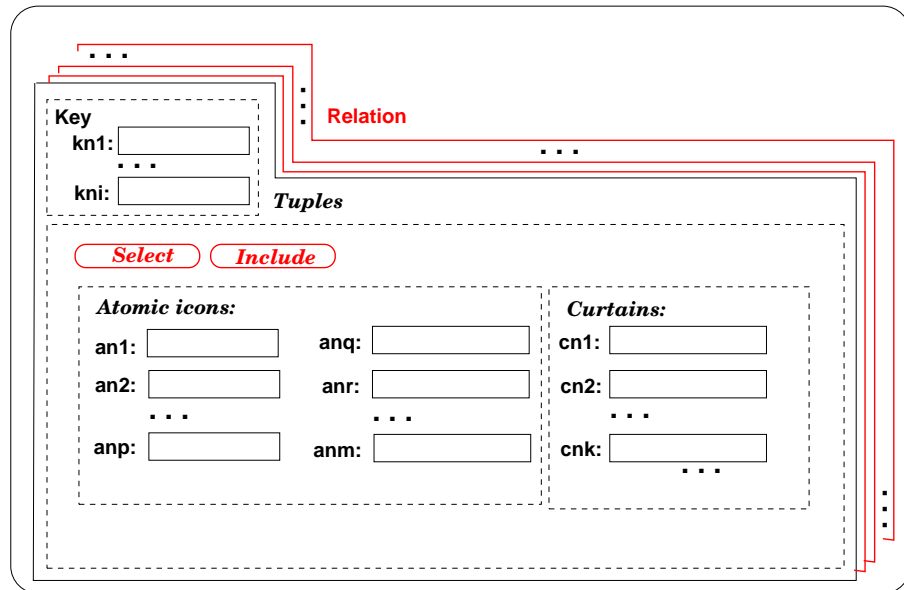 . . .
Relation
Key
kn1:
. . .
. . .
kni:
Tuples
Select Include
Atomic icons:
an1: anq:
an2: anr:
. . . . . .
anp: anm:
Curtains:
cn1:
cn2:
. . .
cnk:
. . .